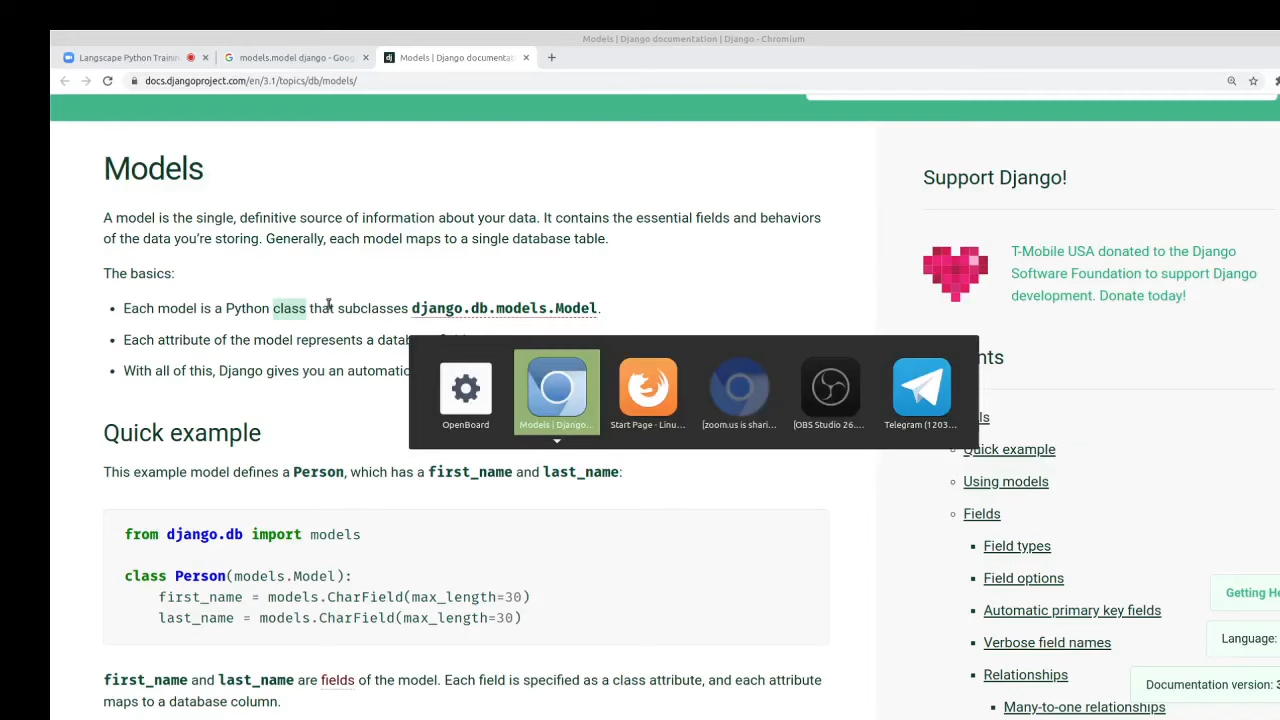 Models | Django documentation | Django - Chromium
Langscape Python Trainin
models.model django - Goog
Models | Django documentat
docs.djangoproject.com/en/3.1/topics/db/models/
Models
A model is the single, definitive source of information about your data. It contains the essential fields and behaviors
of the data you're storing. Generally, each model maps to a single database table.
The basics:
• Each model is a Python class that subclasses django.db.models.Model.
• Each attribute of the model represents a datab
• With all of this, Django gives you an automatic
Quick example
This example model defines a Person, which has a first_name and last_name:
from django.db import models
class Person(models.Model):
first_name = models.CharField(max_length=30)
last_name = models.CharField(max_length=30)
first_name and last_name are fields of the model. Each field is specified as a class attribute, and each attribute
maps to a database column.
OpenBoard
Models | Django...
Start Page - Linu...
[zoom.us is shari...
[OBS Studio 26....
Telegram (1203...
Support Django!
T-Mobile USA donated to the Django
Software Foundation to support Django
development. Donate today!
nts
ls
Quick example
Using models
Fields
Field types
Field options
Automatic primary key fields
Verbose field names
Relationships
Many-to-one relationships
Getting He
Language:
Documentation version: 3